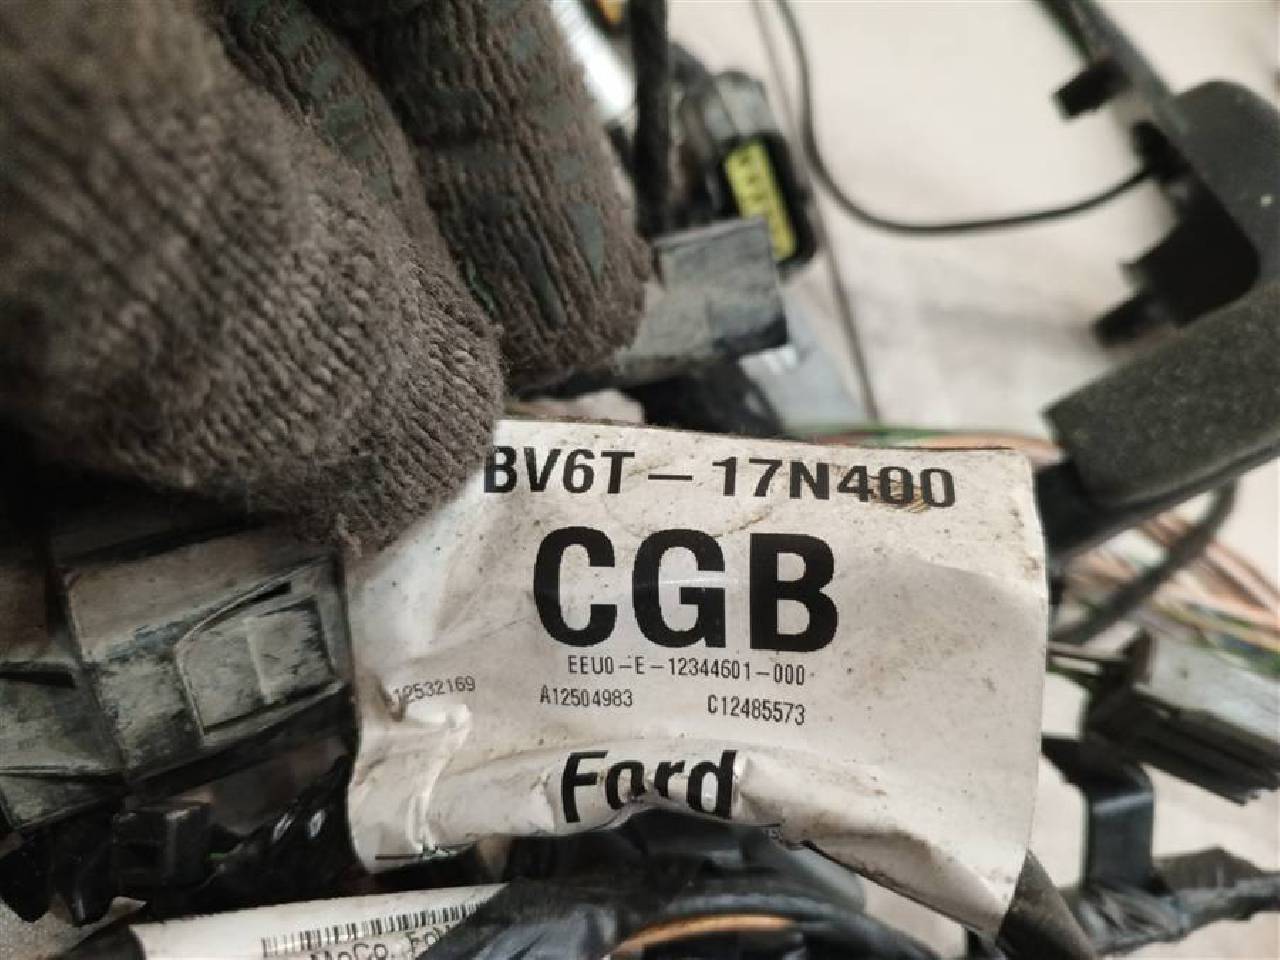 BV6T-17N400
CGB
EEU0-E-12344601-000
12532169 A12504983 C12485573
Ford